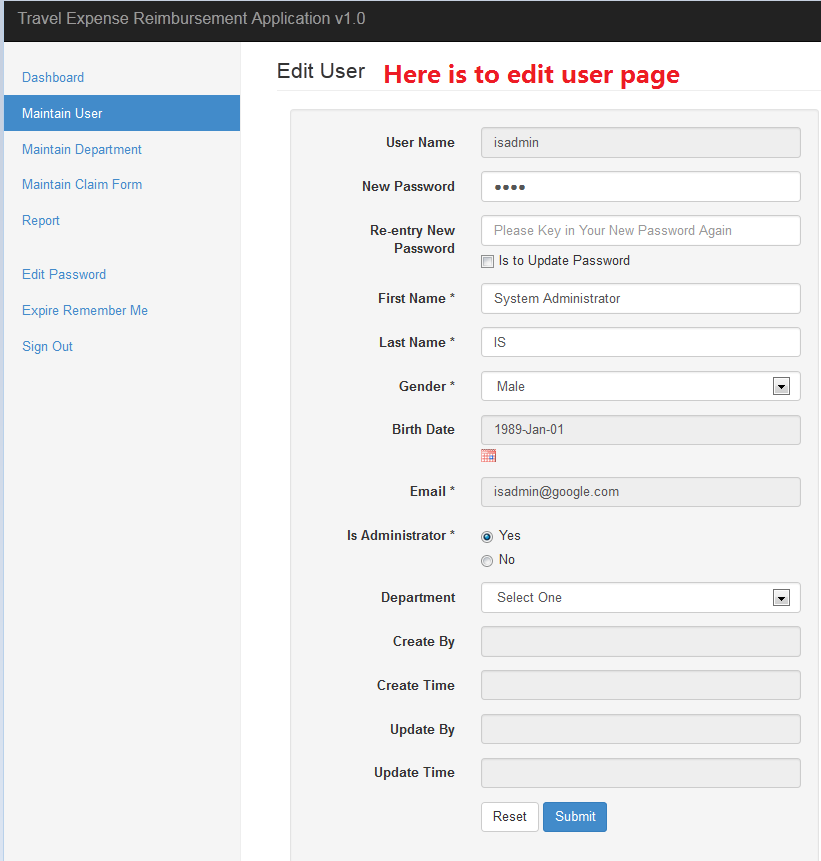 Travel Expense Reimbursement Application v1.0
Dashboard
Maintain User
Maintain Department
Maintain Claim Form
Report
Edit Password
Expire Remember Me
Sign Out
Edit User
Here is to edit user page
User Name
isadmin
New Password
••••
Re-entry New
Password
Please Key in Your New Password Again
Is to Update Password
First Name *
System Administrator
Last Name *
IS
Gender *
Male
Birth Date
1989-Jan-01
Email *
isadmin@google.com
Is Administrator *
Yes
No
Department
Select One
Create By
Create Time
Update By
Update Time
Reset
Submit